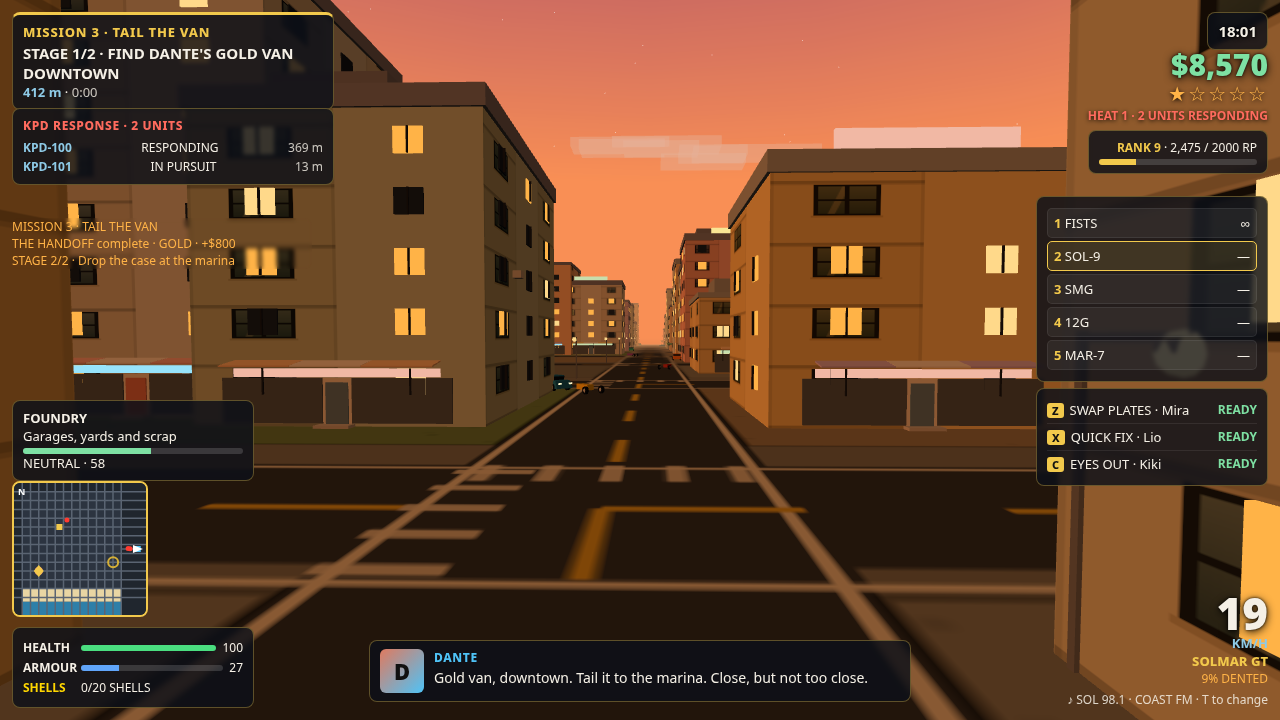 MISSION 3 · TAIL THE VAN
STAGE 1/2 · FIND DANTE'S GOLD VAN
DOWNTOWN
412 m · 0:00
KPD RESPONSE · 2 UNITS
KPD-100 RESPONDING 369 m
KPD-101 IN PURSUIT 13 m
MISSION 3 · TAIL THE VAN
THE HANDOFF complete · GOLD · +$800
STAGE 2/2 · Drop the case at the marina
FOUNDRY
Garages, yards and scrap
NEUTRAL · 58
N
HEALTH 100
ARMOUR 27
SHELLS 0/20 SHELLS
D
DANTE
Gold van, downtown. Tail it to the marina. Close, but not too close.
18:01
$8,570
★☆☆☆☆
HEAT 1 · 2 UNITS RESPONDING
RANK 9 · 2,475 / 2000 RP
1 FISTS ∞
2 SOL-9 —
3 SMG —
4 12G —
5 MAR-7 —
Z SWAP PLATES · Mira READY
X QUICK FIX · Lio READY
C EYES OUT · Kiki READY
19
KM/H
SOLMAR GT
9% DENTED
♪ SOL 98.1 · COAST FM · T to change